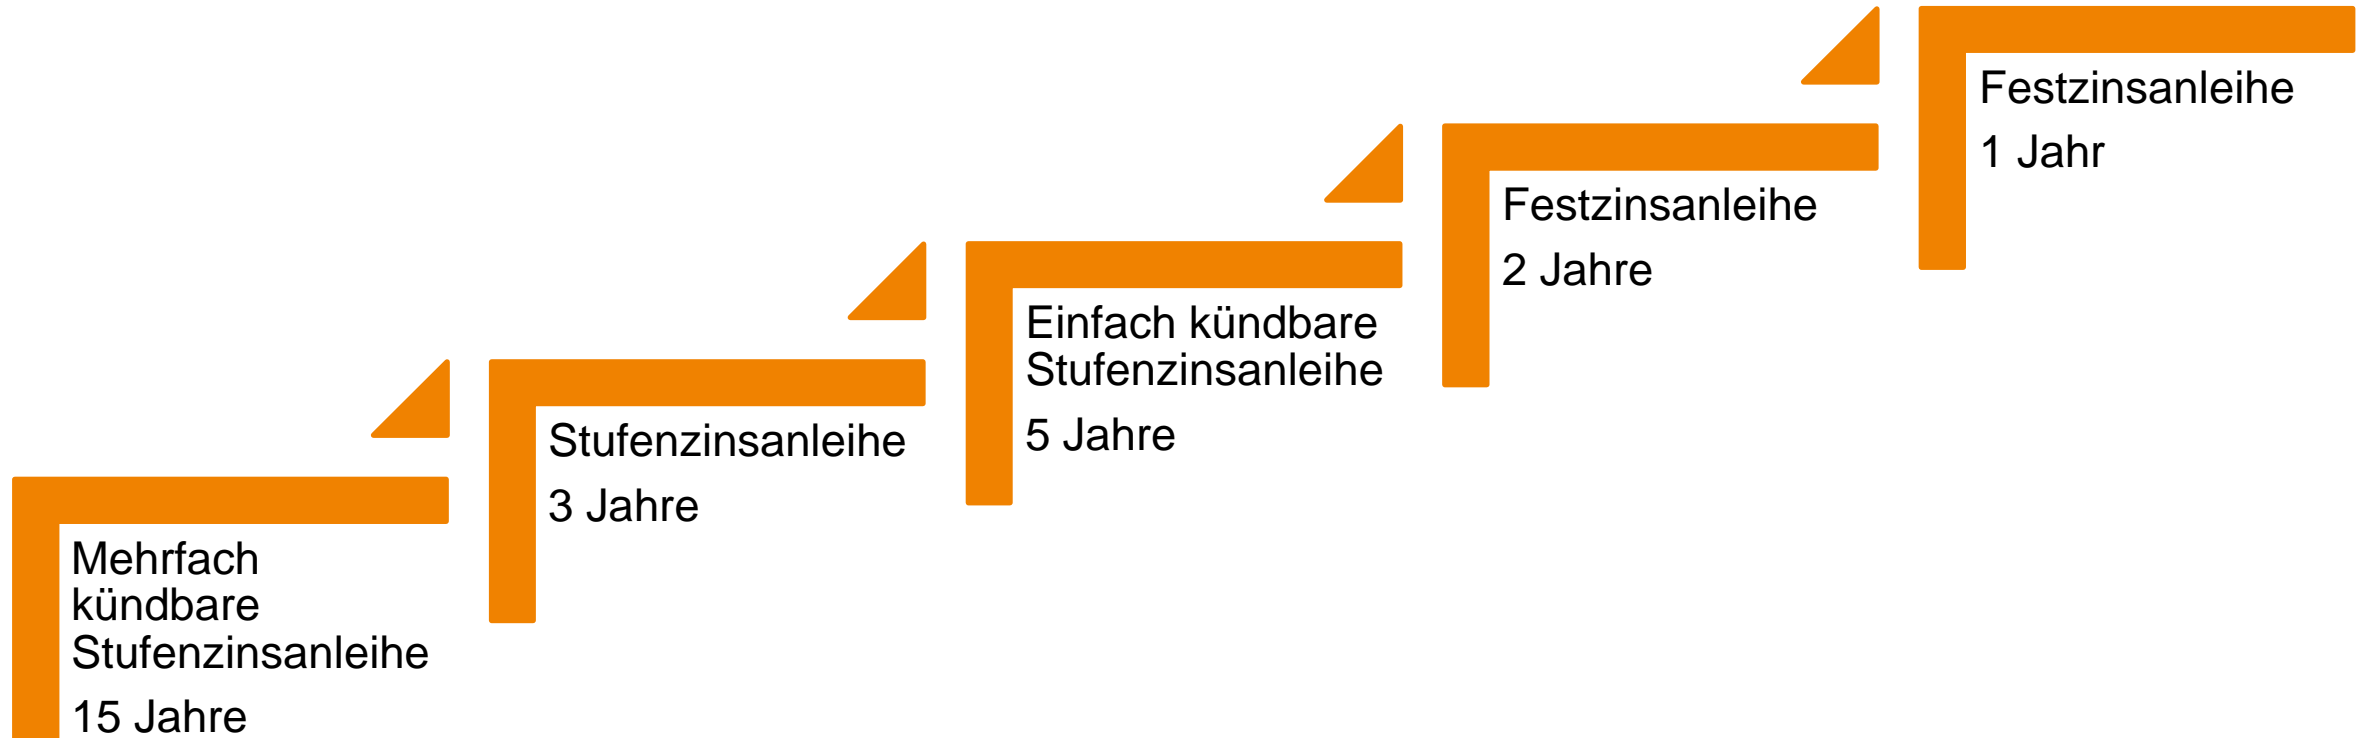 Mehrfach
kündbare
Stufenzinsanleihe
15 Jahre
Stufenzinsanleihe
3 Jahre
Einfach kündbare
Stufenzinsanleihe
5 Jahre
Festzinsanleihe
2 Jahre
Festzinsanleihe
1 Jahr